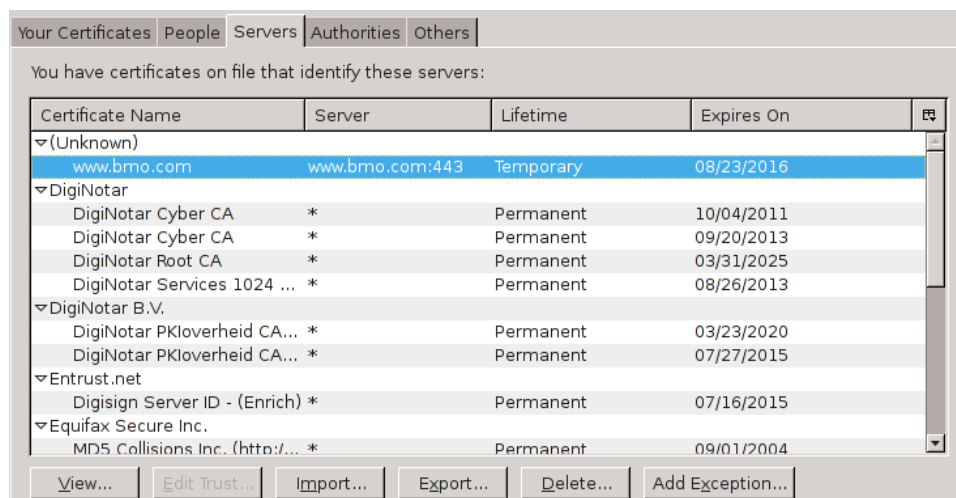 Your Certificates People Servers Authorities Others
You have certificates on file that identify these servers:
Certificate Name Server Lifetime Expires On
(Unknown)
www.bmo.com www.bmo.com:443 Temporary 08/23/2016
DigiNotar
DigiNotar Cyber CA * Permanent 10/04/2011
DigiNotar Cyber CA * Permanent 09/20/2013
DigiNotar Root CA * Permanent 03/31/2025
DigiNotar Services 1024 ... * Permanent 08/26/2013
DigiNotar B.V.
DigiNotar PKIoverheid CA... * Permanent 03/23/2020
DigiNotar PKIoverheid CA... * Permanent 07/27/2015
Entrust.net
Digisign Server ID - (Enrich) * Permanent 07/16/2015
Equifax Secure Inc.
MD5 Collisions Inc. (http:/... * Permanent 09/01/2004
View... Edit Trust... Import... Export... Delete... Add Exception...